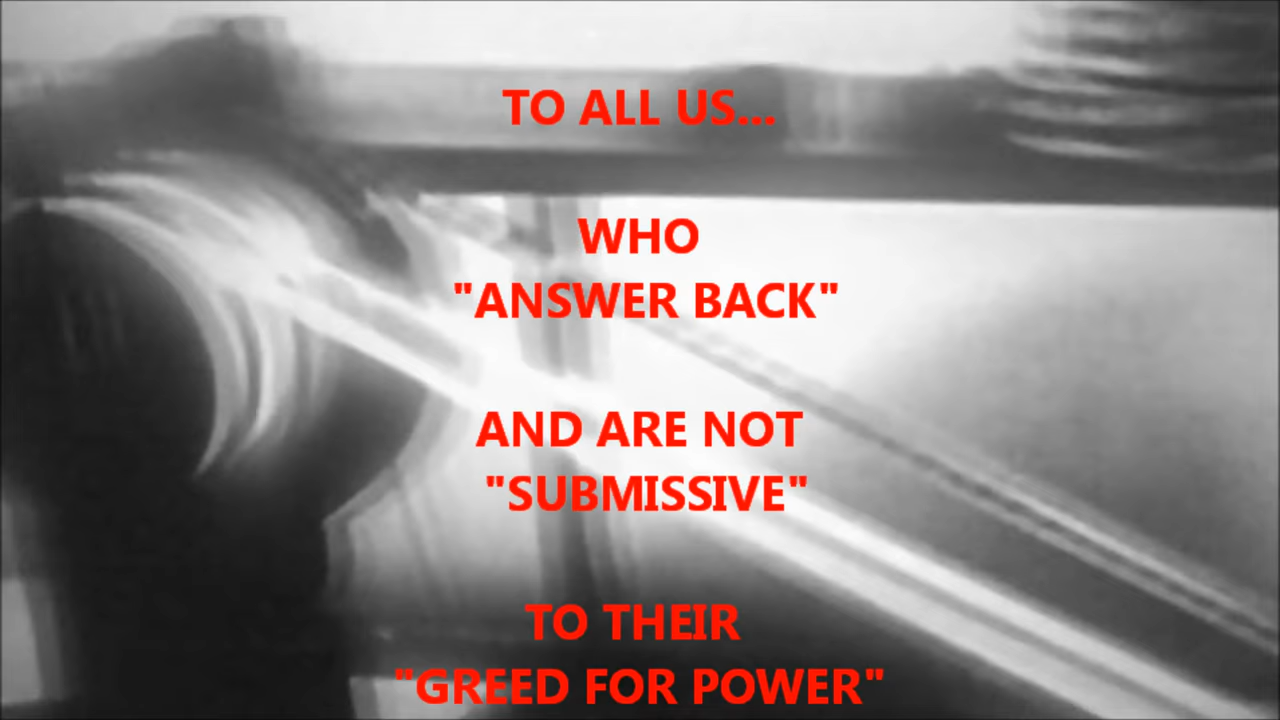 TO ALL US...
WHO
"ANSWER BACK"
AND ARE NOT
"SUBMISSIVE"
TO THEIR
"GREED FOR POWER"